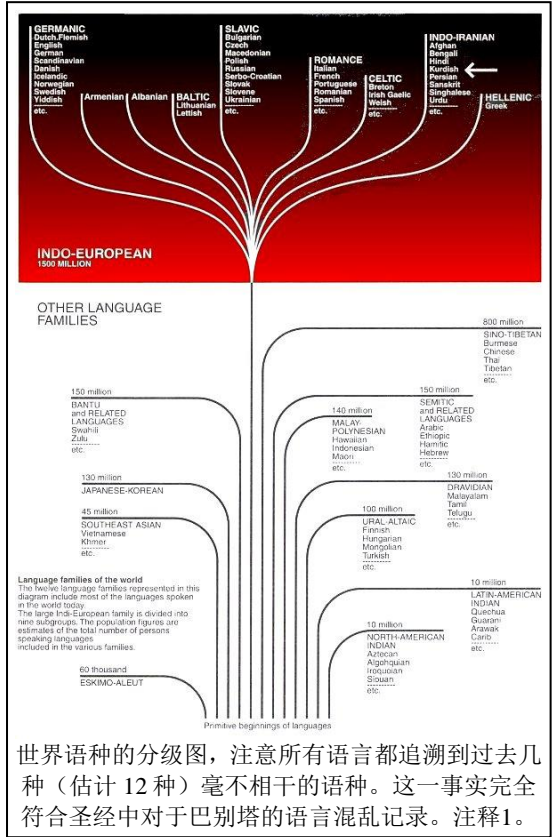 GERMANIC
Dutch.Flemish
English
German
Scandinavian
Danish
Icelandic
Norwegian
Swedish
Yiddish
etc.
Armenian
Albanian
BALTIC
Lithuanian
Lettish
etc.
SLAVIC
Bulgarian
Czech
Macedonian
Polish
Russian
Serbo-Croatian
Slovak
Slovene
Ukrainian
etc.
ROMANCE
Italian
French
Portuguese
Romanian
Spanish
etc.
CELTIC
Breton
Irish Gaelic
Welsh
etc.
INDO-IRANIAN
Afghan
Bengali
Hindi
Kurdish
Persian
Sanskrit
Singhalese
Urdu
etc.
HELLENIC
Greek
INDO-EUROPEAN
1500 MILLION
OTHER LANGUAGE
FAMILIES
800 million
SINO-TIBETAN
Burmese
Chinese
Thai
Tibetan
etc.
150 million
BANTU
and RELATED
LANGUAGES
Swahili
Zulu
etc.
140 million
MALAY-
POLYNESIAN
Hawaiian
Indonesian
Maori
etc.
150 million
SEMITIC
and RELATED
LANGUAGES
Arabic
Ethiopic
Hamitic
Hebrew
etc.
130 million
JAPANESE-KOREAN
45 million
SOUTHEAST ASIAN
Vietnamese
Khmer
etc.
100 million
URAL-ALTAIC
Finnish
Hungarian
Mongolian
Turkish
etc.
130 million
DRAVIDIAN
Malayalam
Tamil
Telugu
etc.
Language families of the world
The twelve language families represented in this
diagram include most of the languages spoken
in the world today.
The large Indi-European family is divided into
nine subgroups. The population figures are
estimates of the total number of persons
speaking languages
included in the various families.
10 million
LATIN-AMERICAN
INDIAN
Quechua
Guarani
Arawak
Carib
etc.
10 million
NORTH-AMERICAN
INDIAN
Aztecan
Algohquian
Iroquoian
Siouan
etc.
60 thousand
ESKIMO-ALEUT
Primitive beginnings of languages
世界语种的分级图，注意所有语言都追溯到过去几
种（估计 12 种）毫不相干的语种。这一事实完全
符合圣经中对于巴别塔的语言混乱记录。注释1。